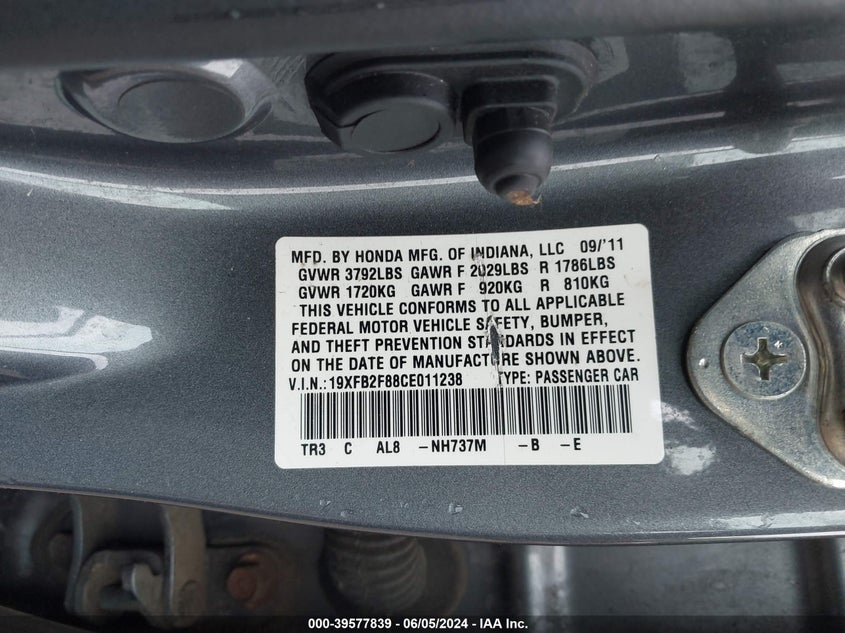 MFD. BY HONDA MFG. OF INDIANA, LLC 09/'11
GVWR 3792LBS GAWR F 2029LBS R 1786LBS
GVWR 1720KG GAWR F 920KG R 810KG
THIS VEHICLE CONFORMS TO ALL APPLICABLE
FEDERAL MOTOR VEHICLE SAFETY, BUMPER,
AND THEFT PREVENTION STANDARDS IN EFFECT
ON THE DATE OF MANUFACTURE SHOWN ABOVE.
V.I.N.:19XFB2F88CE011238 TYPE: PASSENGER CAR
TR3 C AL8 -NH737M -B -E
000-39577839 - 06/05/2024 - IAA Inc.